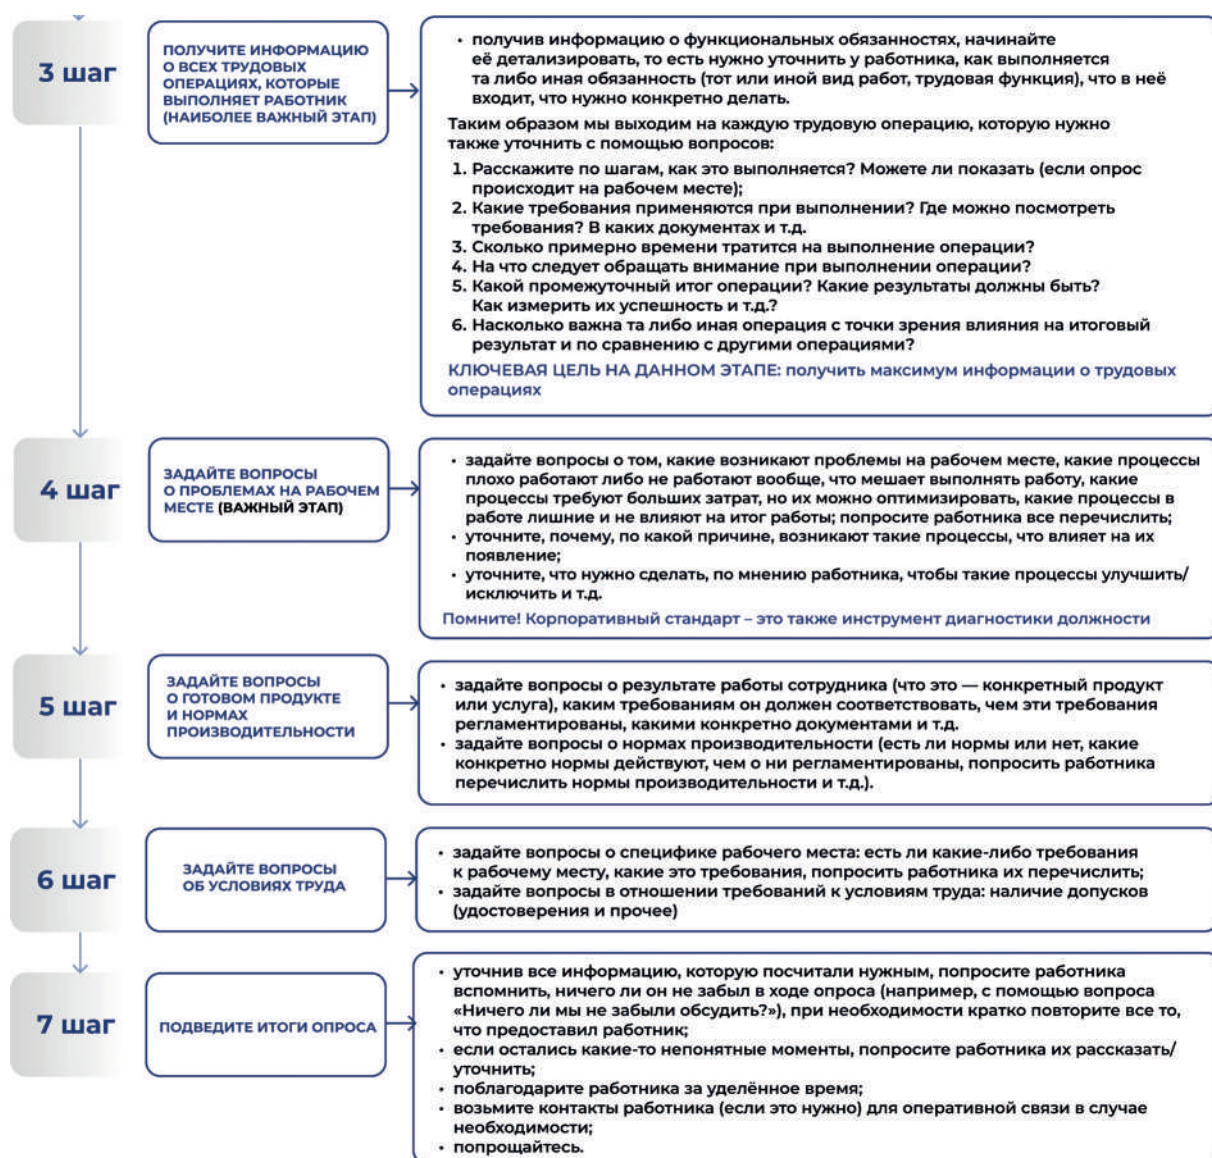 3 шаг
ПОЛУЧИТЕ ИНФОРМАЦИЮ
О ВСЕХ ТРУДОВЫХ
ОПЕРАЦИЯХ, КОТОРЫЕ
ВЫПОЛНЯЕТ РАБОТНИК
(НАИБОЛЕЕ ВАЖНЫЙ ЭТАП)
• получив информацию о функциональных обязанностях, начинайте
её детализировать, то есть нужно уточнить у работника, как выполняется
та либо иная обязанность (тот или иной вид работ, трудовая функция), что в неё
входит, что нужно конкретно делать.
Таким образом мы выходим на каждую трудовую операцию, которую нужно
также уточнить с помощью вопросов:
1. Расскажите по шагам, как это выполняется? Можете ли показать (если опрос
происходит на рабочем месте);
2. Какие требования применяются при выполнении? Где можно посмотреть
требования? В каких документах и т.д.
3. Сколько примерно времени тратится на выполнение операции?
4. На что следует обращать внимание при выполнении операции?
5. Какой промежуточный итог операции? Какие результаты должны быть?
Как измерить их успешность и т.д.?
6. Насколько важна та либо иная операция с точки зрения влияния на итоговый
результат и по сравнению с другими операциями?
КЛЮЧЕВАЯ ЦЕЛЬ НА ДАННОМ ЭТАПЕ: получить максимум информации о трудовых
операциях
4 шаг
ЗАДАЙТЕ ВОПРОСЫ
О ПРОБЛЕМАХ НА РАБОЧЕМ
МЕСТЕ (ВАЖНЫЙ ЭТАП)
• задайте вопросы о том, какие возникают проблемы на рабочем месте, какие процессы
плохо работают либо не работают вообще, что мешает выполнять работу, какие
процессы требуют больших затрат, но их можно оптимизировать, какие процессы в
работе лишние и не влияют на итог работы; попросите работника все перечислить;
• уточните, почему, по какой причине, возникают такие процессы, что влияет на их
появление;
• уточните, что нужно сделать, по мнению работника, чтобы такие процессы улучшить/
исключить и т.д.
Помните! Корпоративный стандарт – это также инструмент диагностики должности
5 шаг
ЗАДАЙТЕ ВОПРОСЫ
О ГОТОВОМ ПРОДУКТЕ
И НОРМАХ
ПРОИЗВОДИТЕЛЬНОСТИ
• задайте вопросы о результате работы сотрудника (что это — конкретный продукт
или услуга), каким требованиям он должен соответствовать, чем эти требования
регламентированы, какими конкретно документами и т.д.
• задайте вопросы о нормах производительности (есть ли нормы или нет, какие
конкретно нормы действуют, чем о ни регламентированы, попросить работника
перечислить нормы производительности и т.д.).
6 шаг
ЗАДАЙТЕ ВОПРОСЫ
ОБ УСЛОВИЯХ ТРУДА
• задайте вопросы о специфике рабочего места: есть ли какие-либо требования
к рабочему месту, какие это требования, попросить работника их перечислить;
• задайте вопросы в отношении требований к условиям труда: наличие допусков
(удостоверения и прочее)
7 шаг
ПОДВЕДИТЕ ИТОГИ ОПРОСА
• уточнив все информацию, которую посчитали нужным, попросите работника
вспомнить, ничего ли он не забыл в ходе опроса (например, с помощью вопроса
«Ничего ли мы не забыли обсудить?»), при необходимости кратко повторите все то,
что предоставил работник;
• если остались какие-то непонятные моменты, попросите работника их рассказать/
уточнить;
• поблагодарите работника за уделённое время;
• возьмите контакты работника (если это нужно) для оперативной связи в случае
необходимости;
• попрощайтесь.